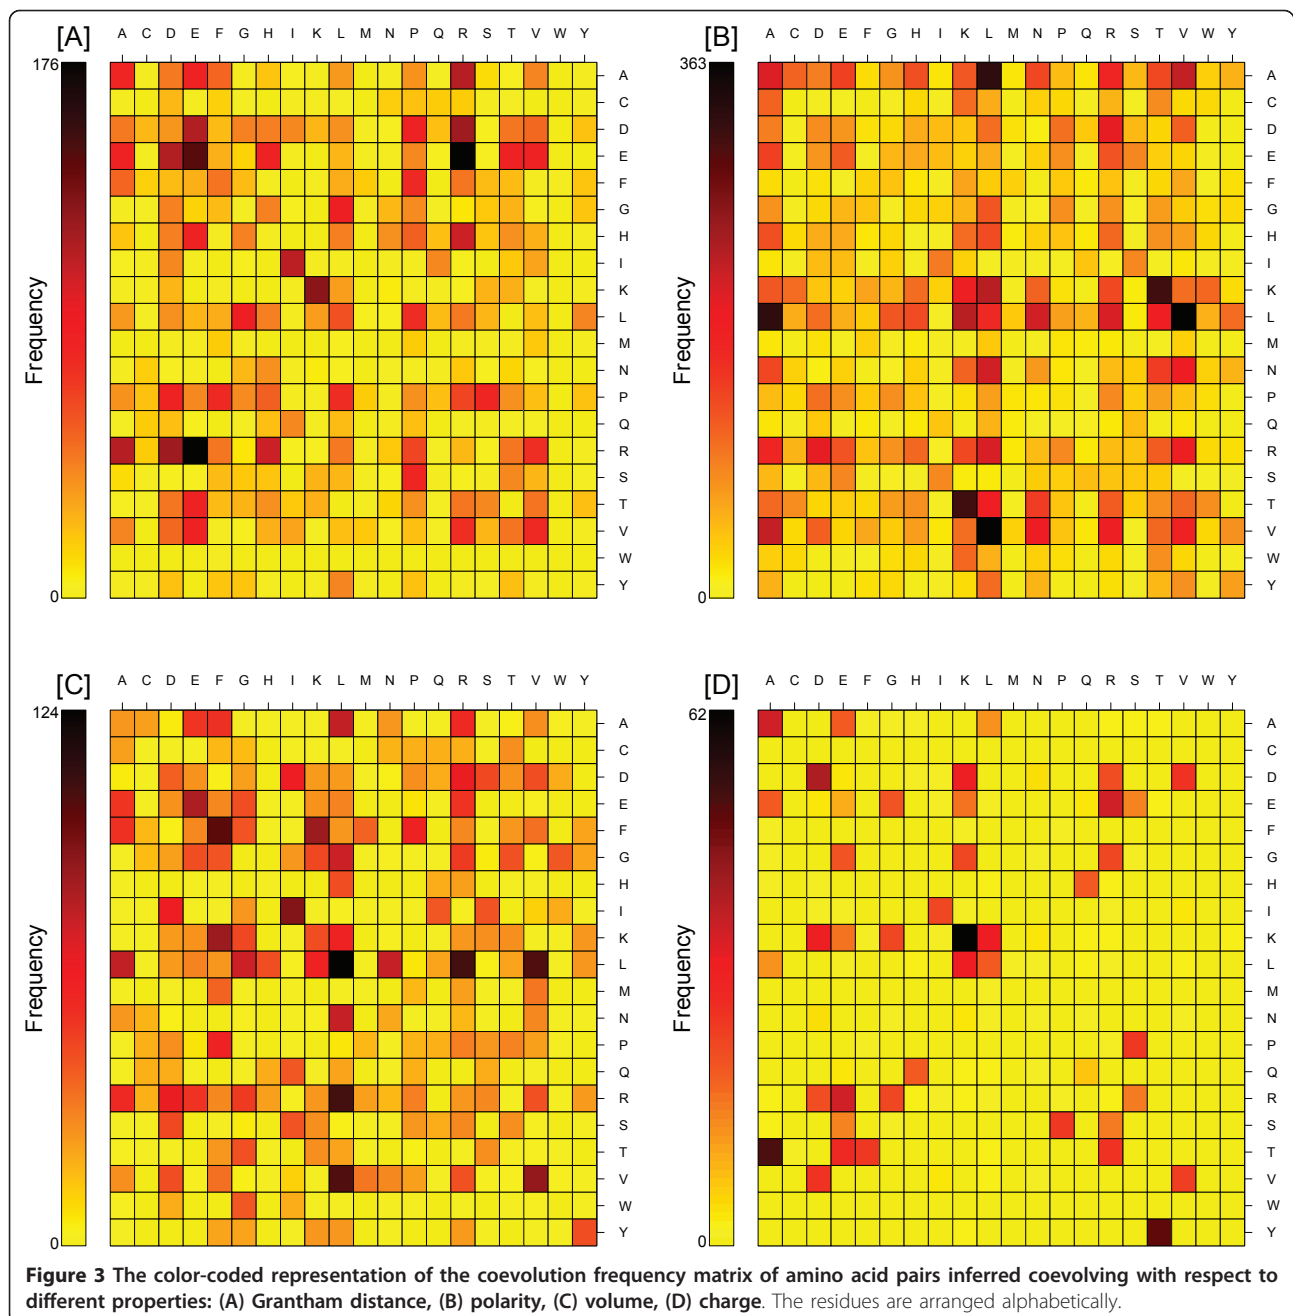 [A] A C D E F G H I K L M N P Q R S T V W Y
176
Frequency
0
A
C
D
E
F
G
H
I
K
L
M
N
P
Q
R
S
T
V
W
Y
[B] A C D E F G H I K L M N P Q R S T V W Y
363
Frequency
0
A
C
D
E
F
G
H
I
K
L
M
N
P
Q
R
S
T
V
W
Y
[C] A C D E F G H I K L M N P Q R S T V W Y
124
Frequency
0
A
C
D
E
F
G
H
I
K
L
M
N
P
Q
R
S
T
V
W
Y
[D] A C D E F G H I K L M N P Q R S T V W Y
62
Frequency
0
A
C
D
E
F
G
H
I
K
L
M
N
P
Q
R
S
T
V
W
Y
Figure 3 The color-coded representation of the coevolution frequency matrix of amino acid pairs inferred coevolving with respect to
different properties: (A) Grantham distance, (B) polarity, (C) volume, (D) charge. The residues are arranged alphabetically.